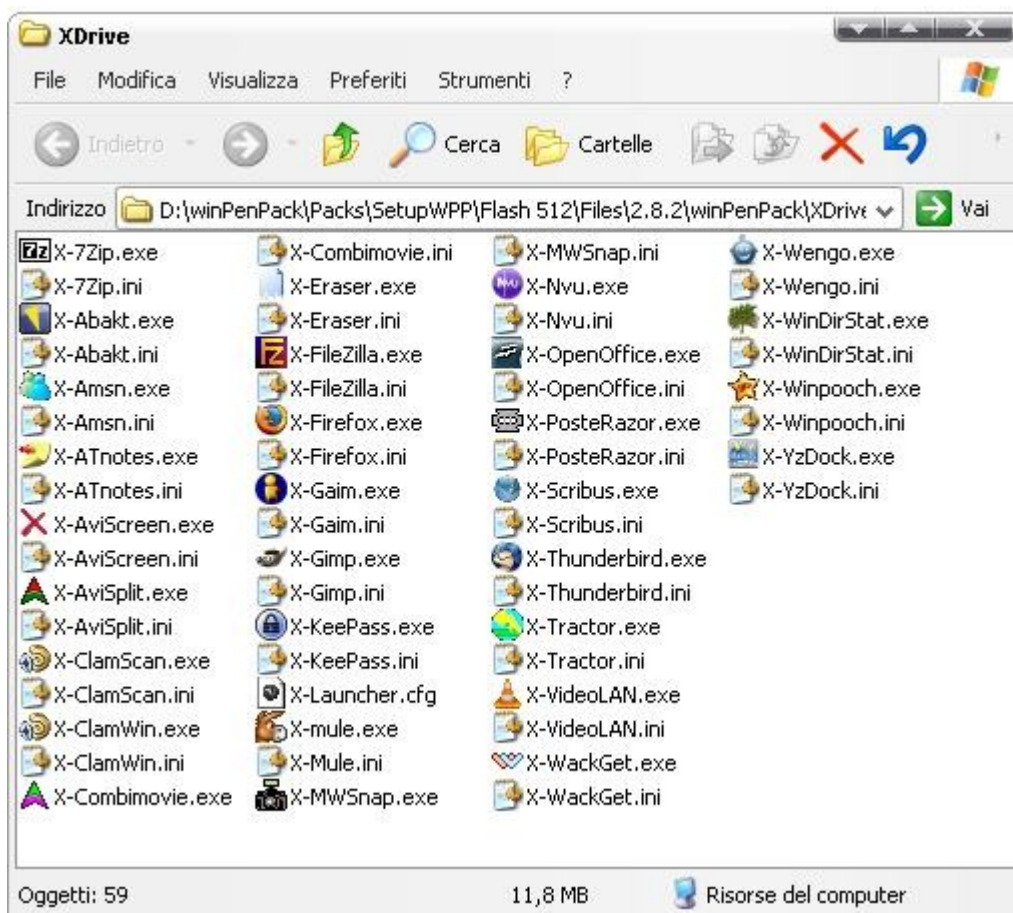 XDrive
File Modifica Visualizza Preferiti Strumenti ?
Indietro Cerca Cartelle
Indirizzo D:\winPenPack\Packs\SetupWPP\Flash 512\Files\2.8.2\winPenPack\XDrive Vai
X-7Zip.exe
X-7Zip.ini
X-Abakt.exe
X-Abakt.ini
X-Amsn.exe
X-Amsn.ini
X-ATnotes.exe
X-ATnotes.ini
X-AviScreen.exe
X-AviScreen.ini
X-AviSplit.exe
X-AviSplit.ini
X-ClamScan.exe
X-ClamScan.ini
X-ClamWin.exe
X-ClamWin.ini
X-Combimovie.exe
X-Combimovie.ini
X-Eraser.exe
X-Eraser.ini
X-FileZilla.exe
X-FileZilla.ini
X-Firefox.exe
X-Firefox.ini
X-Gaim.exe
X-Gaim.ini
X-Gimp.exe
X-Gimp.ini
X-KeePass.exe
X-KeePass.ini
X-Launcher.cfg
X-mule.exe
X-Mule.ini
X-MWSnap.exe
X-MWSnap.ini
X-Nvu.exe
X-Nvu.ini
X-OpenOffice.exe
X-OpenOffice.ini
X-PosteRazor.exe
X-PosteRazor.ini
X-Scribus.exe
X-Scribus.ini
X-Thunderbird.exe
X-Thunderbird.ini
X-Tractor.exe
X-Tractor.ini
X-VideoLAN.exe
X-VideoLAN.ini
X-WackGet.exe
X-WackGet.ini
X-Wengo.exe
X-Wengo.ini
X-WinDirStat.exe
X-WinDirStat.ini
X-Winpooch.exe
X-Winpooch.ini
X-YzDock.exe
X-YzDock.ini
Oggetti: 59 11,8 MB Risorse del computer